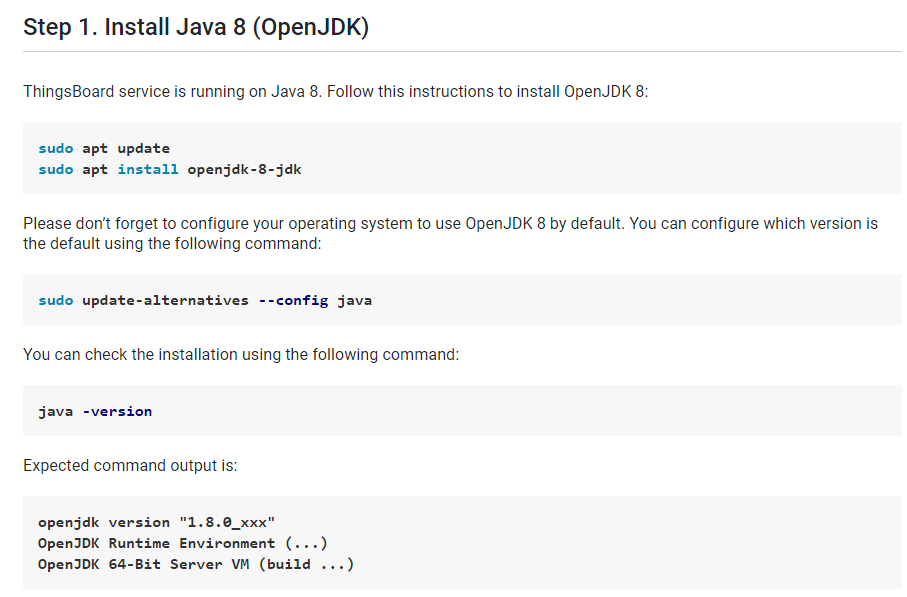 Step 1. Install Java 8 (OpenJDK)
ThingsBoard service is running on Java 8. Follow this instructions to install OpenJDK 8:
sudo apt update
sudo apt install openjdk-8-jdk
Please don’t forget to configure your operating system to use OpenJDK 8 by default. You can configure which version is
the default using the following command:
sudo update-alternatives --config java
You can check the installation using the following command:
java -version
Expected command output is:
openjdk version "1.8.0_xxx"
OpenJDK Runtime Environment (...)
OpenJDK 64-Bit Server VM (build ...)